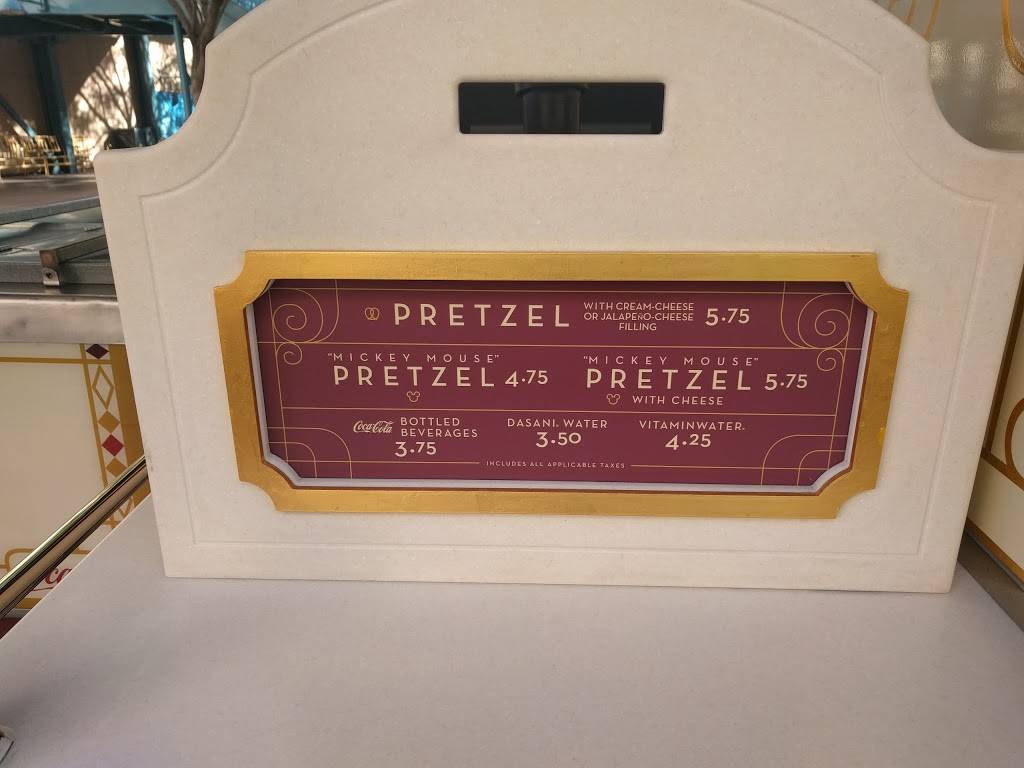 PRETZEL WITH CREAM-CHEESE OR JALAPEÑO-CHEESE FILLING 5.75
"MICKEY MOUSE" PRETZEL 4.75
"MICKEY MOUSE" PRETZEL 5.75 WITH CHEESE
Coca-Cola BOTTLED BEVERAGES 3.75
DASANI. WATER 3.50
VITAMINWATER. 4.25
INCLUDES ALL APPLICABLE TAXES